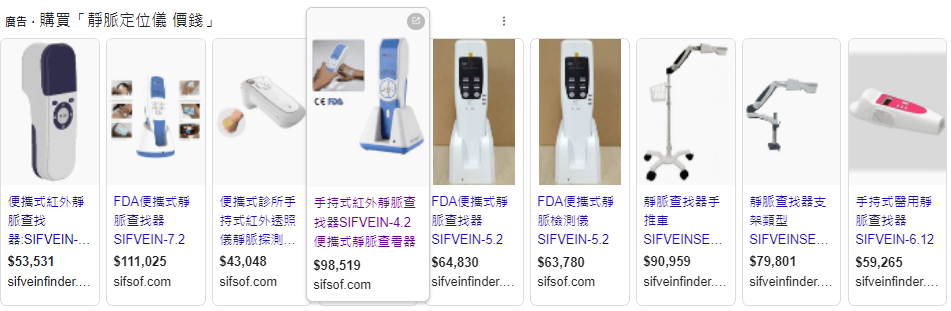 廣告 · 購買「靜脈定位儀 價錢」
便攜式紅外靜
脈查找
器:SIFVEIN-...
$53,531
sifveinfinder....
FDA便攜式靜
脈查找器
SIFVEIN-7.2
$111,025
sifsof.com
便攜式診所手
持式紅外透照
儀靜脈探測...
$43,048
sifsof.com
CE FDA
手持式紅外靜脈查
找器SIFVEIN-4.2
便攜式靜脈查看器
$98,519
sifsof.com
FDA便攜式靜
脈查找器
SIFVEIN-5.2
$64,830
sifveinfinder....
FDA便攜式靜
脈檢測儀
SIFVEIN-5.2
$63,780
sifsof.com
靜脈查找器手
推車
SIFVEINSE...
$90,959
sifveinfinder....
靜脈查找器支
架類型
SIFVEINSE...
$79,801
sifveinfinder....
手持式醫用靜
脈查找器
SIFVEIN-6.12
$59,265
sifveinfinder....